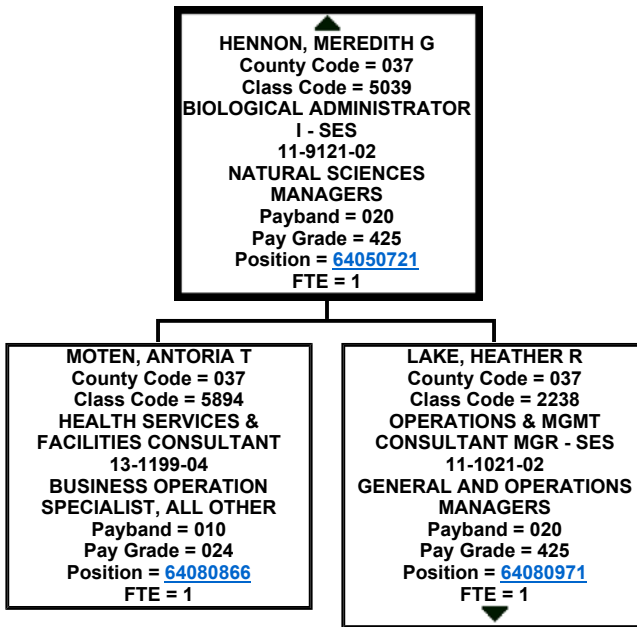 HENNON, MEREDITH G
County Code = 037
Class Code = 5039
BIOLOGICAL ADMINISTRATOR
I - SES
11-9121-02
NATURAL SCIENCES
MANAGERS
Payband = 020
Pay Grade = 425
Position = 64050721
FTE = 1
MOTEN, ANTORIA T
County Code = 037
Class Code = 5894
HEALTH SERVICES &
FACILITIES CONSULTANT
13-1199-04
BUSINESS OPERATION
SPECIALIST, ALL OTHER
Payband = 010
Pay Grade = 024
Position = 64080866
FTE = 1
LAKE, HEATHER R
County Code = 037
Class Code = 2238
OPERATIONS & MGMT
CONSULTANT MGR - SES
11-1021-02
GENERAL AND OPERATIONS
MANAGERS
Payband = 020
Pay Grade = 425
Position = 64080971
FTE = 1